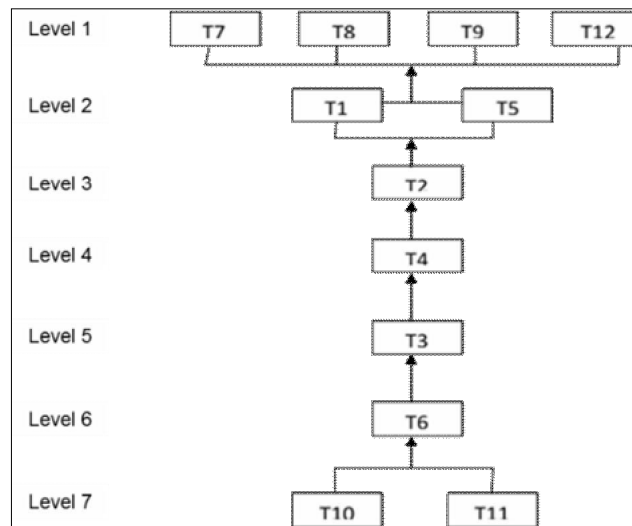 Level 1 T7 T8 T9 T12
Level 2 T1 T5
Level 3 T2
Level 4 T4
Level 5 T3
Level 6 T6
Level 7 T10 T11